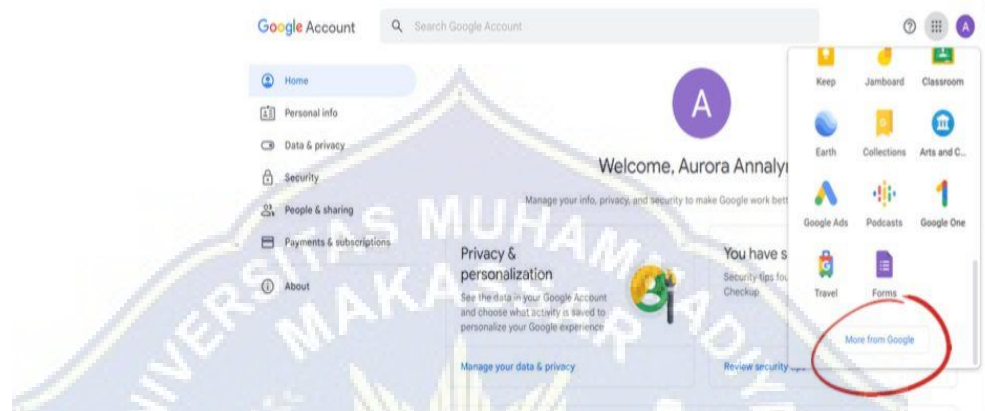 Google Account
Search Google Account
A
Home
Personal info
Data & privacy
Security
People & sharing
Payments & subscriptions
About
A
Welcome, Aurora Annaly
Manage your info, privacy, and security to make Google work bett
Privacy &
personalization
See the data in your Google Account
and choose what activity is saved to
personalize your Google experience
Manage your data & privacy
You have s
Security tips fou
Checkup
Review security
Keep Jamboard Classroom
Earth Collections Arts and C...
Google Ads Podcasts Google One
Travel Forms
More from Google
UNIVERSITAS MUHAMMADIYA
MAKASSAR